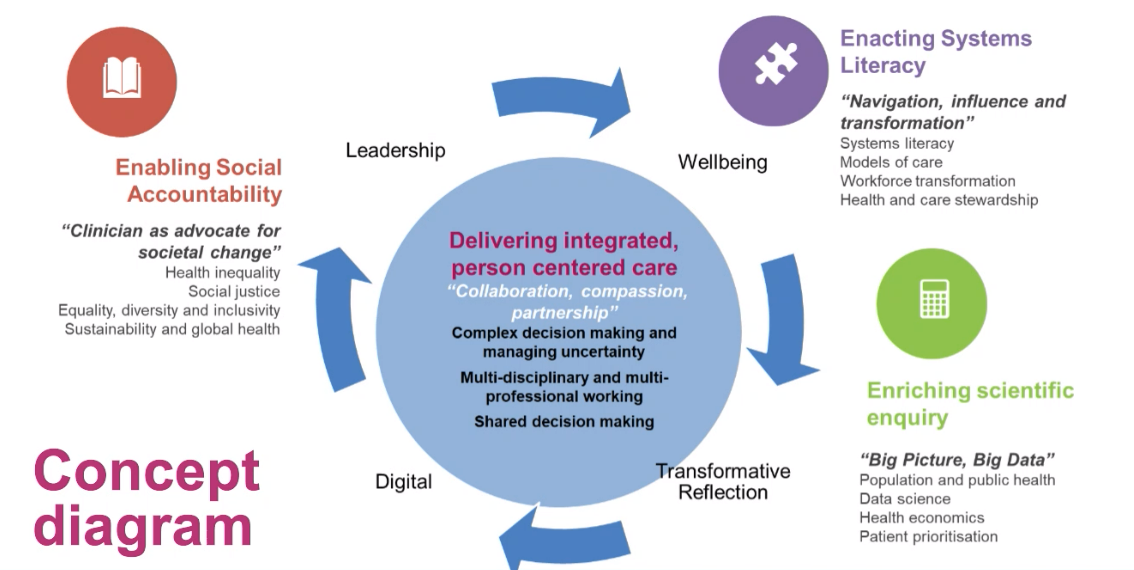 Enabling Social
Accountability
“Clinician as advocate for
societal change”
Health inequality
Social justice
Equality, diversity and inclusivity
Sustainability and global health
Concept
diagram
Leadership
Wellbeing
Delivering integrated,
person centered care
“Collaboration, compassion,
partnership”
Complex decision making and
managing uncertainty
Multi-disciplinary and multi-
professional working
Shared decision making
Digital
Transformative
Reflection
Enacting Systems
Literacy
“Navigation, influence and
transformation”
Systems literacy
Models of care
Workforce transformation
Health and care stewardship
Enriching scientific
enquiry
“Big Picture, Big Data”
Population and public health
Data science
Health economics
Patient prioritisation